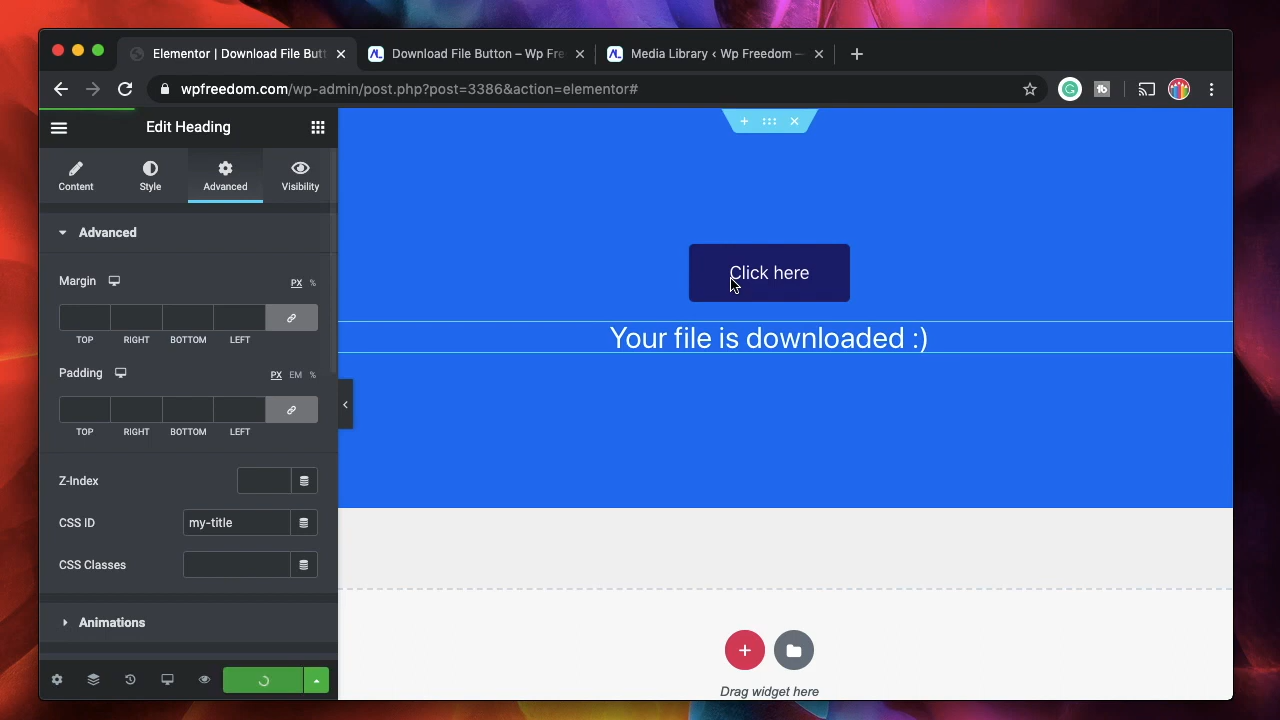 Elementor | Download File Butt
Download File Button – Wp Fre
Media Library ‹ Wp Freedom —
wpfreedom.com/wp-admin/post.php?post=3386&action=elementor#
Edit Heading
Content
Style
Advanced
Visibility
Advanced
Margin
PX %
TOP RIGHT BOTTOM LEFT
Padding
PX EM %
TOP RIGHT BOTTOM LEFT
Z-Index
CSS ID
my-title
CSS Classes
Animations
Click here
Your file is downloaded :)
Drag widget here